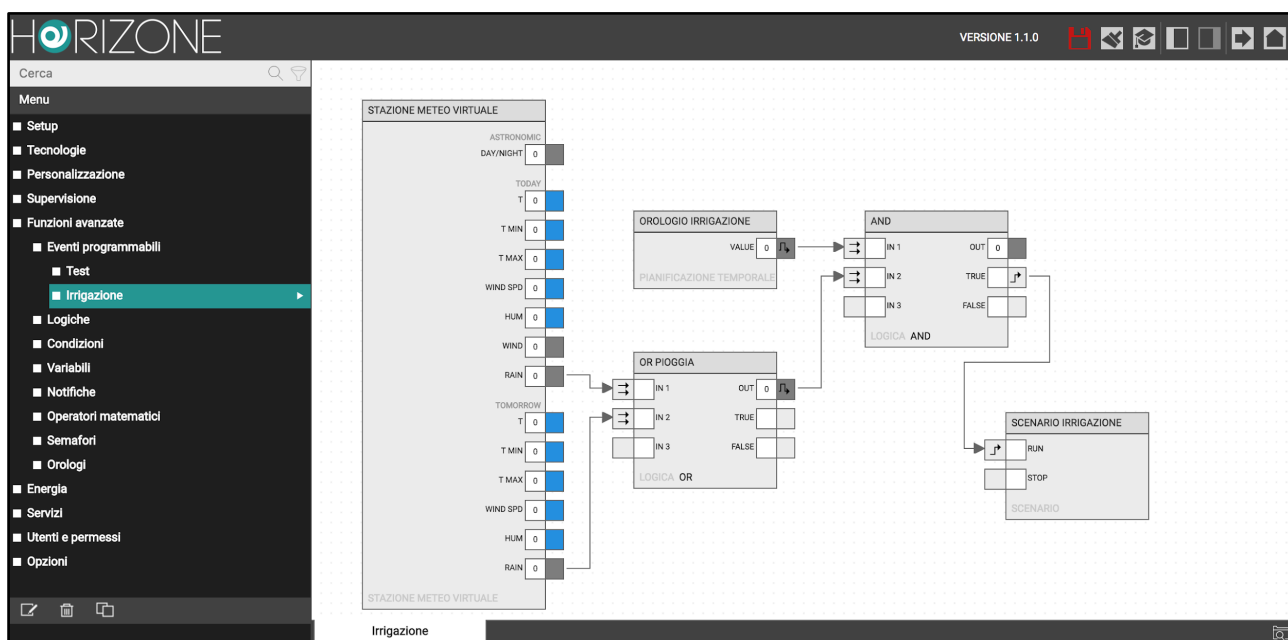 HORIZONE
VERSIONE 1.1.0
Cerca
Menu
Setup
Tecnologie
Personalizzazione
Supervisione
Funzioni avanzate
Eventi programmabili
Test
Irrigazione
Logiche
Condizioni
Variabili
Notifiche
Operatori matematici
Semafori
Orologi
Energia
Servizi
Utenti e permessi
Opzioni
STAZIONE METEO VIRTUALE
ASTRONOMIC
DAY/NIGHT 0
TODAY
T 0
T MIN 0
T MAX 0
WIND SPD 0
HUM 0
WIND 0
RAIN 0
TOMORROW
T 0
T MIN 0
T MAX 0
WIND SPD 0
HUM 0
RAIN 0
STAZIONE METEO VIRTUALE
OROLOGIO IRRIGAZIONE
VALUE 0
PIANIFICAZIONE TEMPORALE
OR PIOGGIA
IN 1 OUT 0
IN 2 TRUE
IN 3 FALSE
LOGICA OR
AND
IN 1 OUT 0
IN 2 TRUE
IN 3 FALSE
LOGICA AND
SCENARIO IRRIGAZIONE
RUN
STOP
SCENARIO
Irrigazione